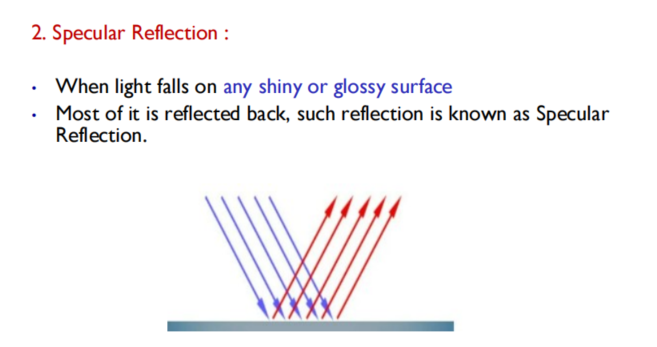 2. Specular Reflection :
• When light falls on any shiny or glossy surface
• Most of it is reflected back, such reflection is known as Specular
Reflection.